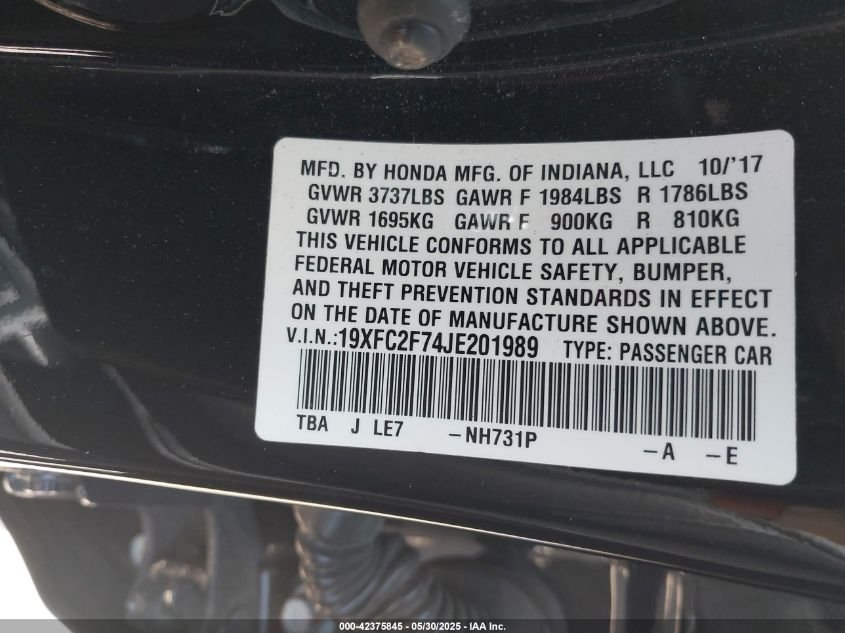 MFD. BY HONDA MFG. OF INDIANA, LLC 10/'17
GVWR 3737LBS GAWR F 1984LBS R 1786LBS
GVWR 1695KG GAWR F 900KG R 810KG
THIS VEHICLE CONFORMS TO ALL APPLICABLE
FEDERAL MOTOR VEHICLE SAFETY, BUMPER,
AND THEFT PREVENTION STANDARDS IN EFFECT
ON THE DATE OF MANUFACTURE SHOWN ABOVE.
V.I.N.:19XFC2F74JE201989 TYPE: PASSENGER CAR
TBA J LE7 -NH731P -A -E
000-42375845 - 05/30/2025 - IAA Inc.